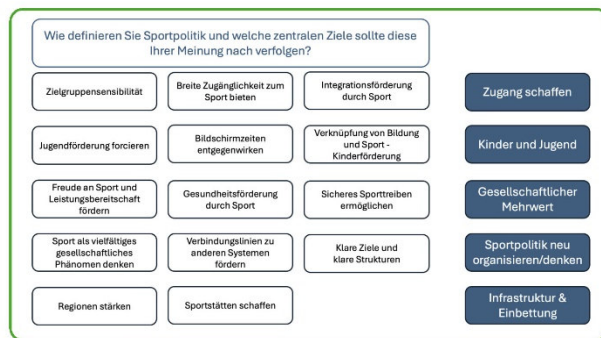 Wie definieren Sie Sportpolitik und welche zentralen Ziele sollte diese
Ihrer Meinung nach verfolgen?
Zielgruppensensibilität
Breite Zugänglichkeit zum
Sport bieten
Integrationsförderung
durch Sport
Zugang schaffen
Jugendförderung forcieren
Bildschirmzeiten
entgegenwirken
Verknüpfung von Bildung
und Sport -
Kinderförderung
Kinder und Jugend
Freude an Sport und
Leistungsbereitschaft
fördern
Gesundheitsförderung
durch Sport
Sicheres Sporttreiben
ermöglichen
Gesellschaftlicher
Mehrwert
Sport als vielfältiges
gesellschaftliches
Phänomen denken
Verbindungslinien zu
anderen Systemen
fördern
Klare Ziele und
klare Strukturen
Sportpolitik neu
organisieren/denken
Regionen stärken
Sportstätten schaffen
Infrastruktur &
Einbettung